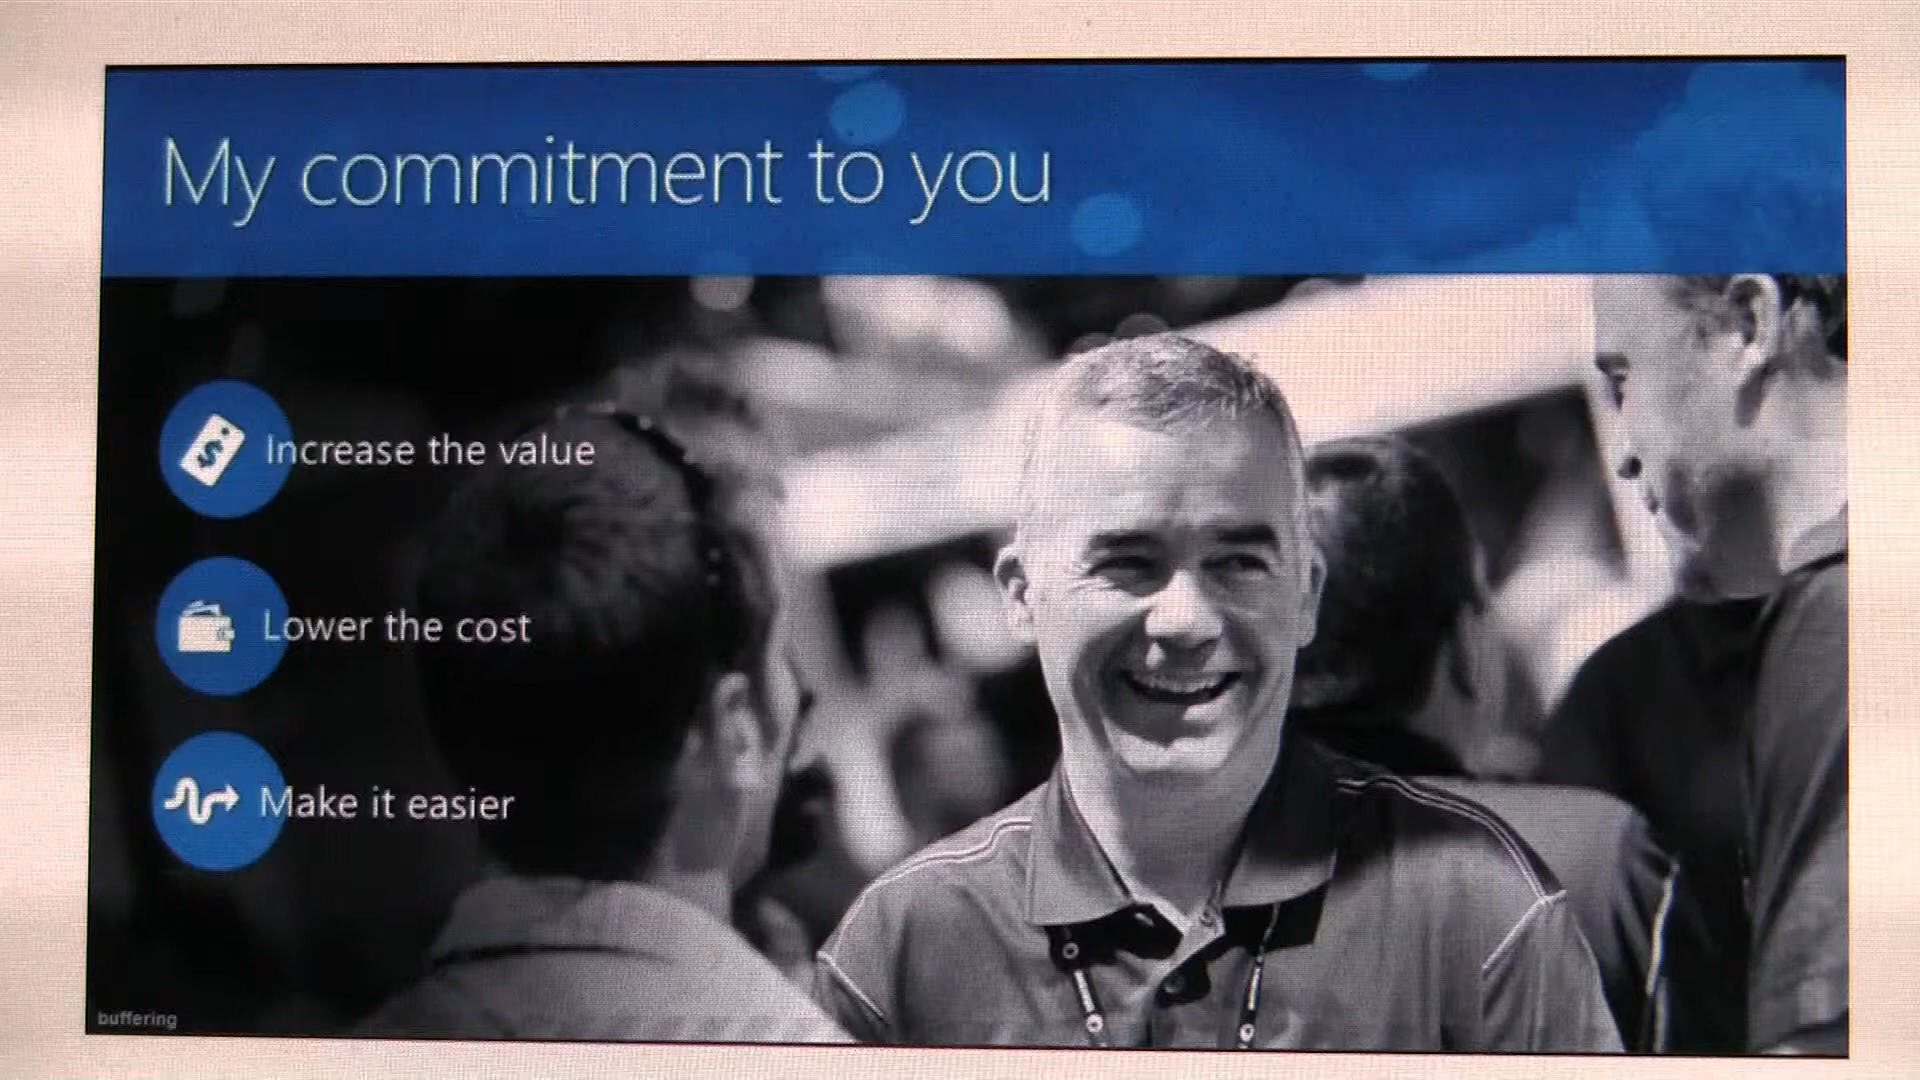 My commitment to you
Increase the value
Lower the cost
Make it easier
buffering